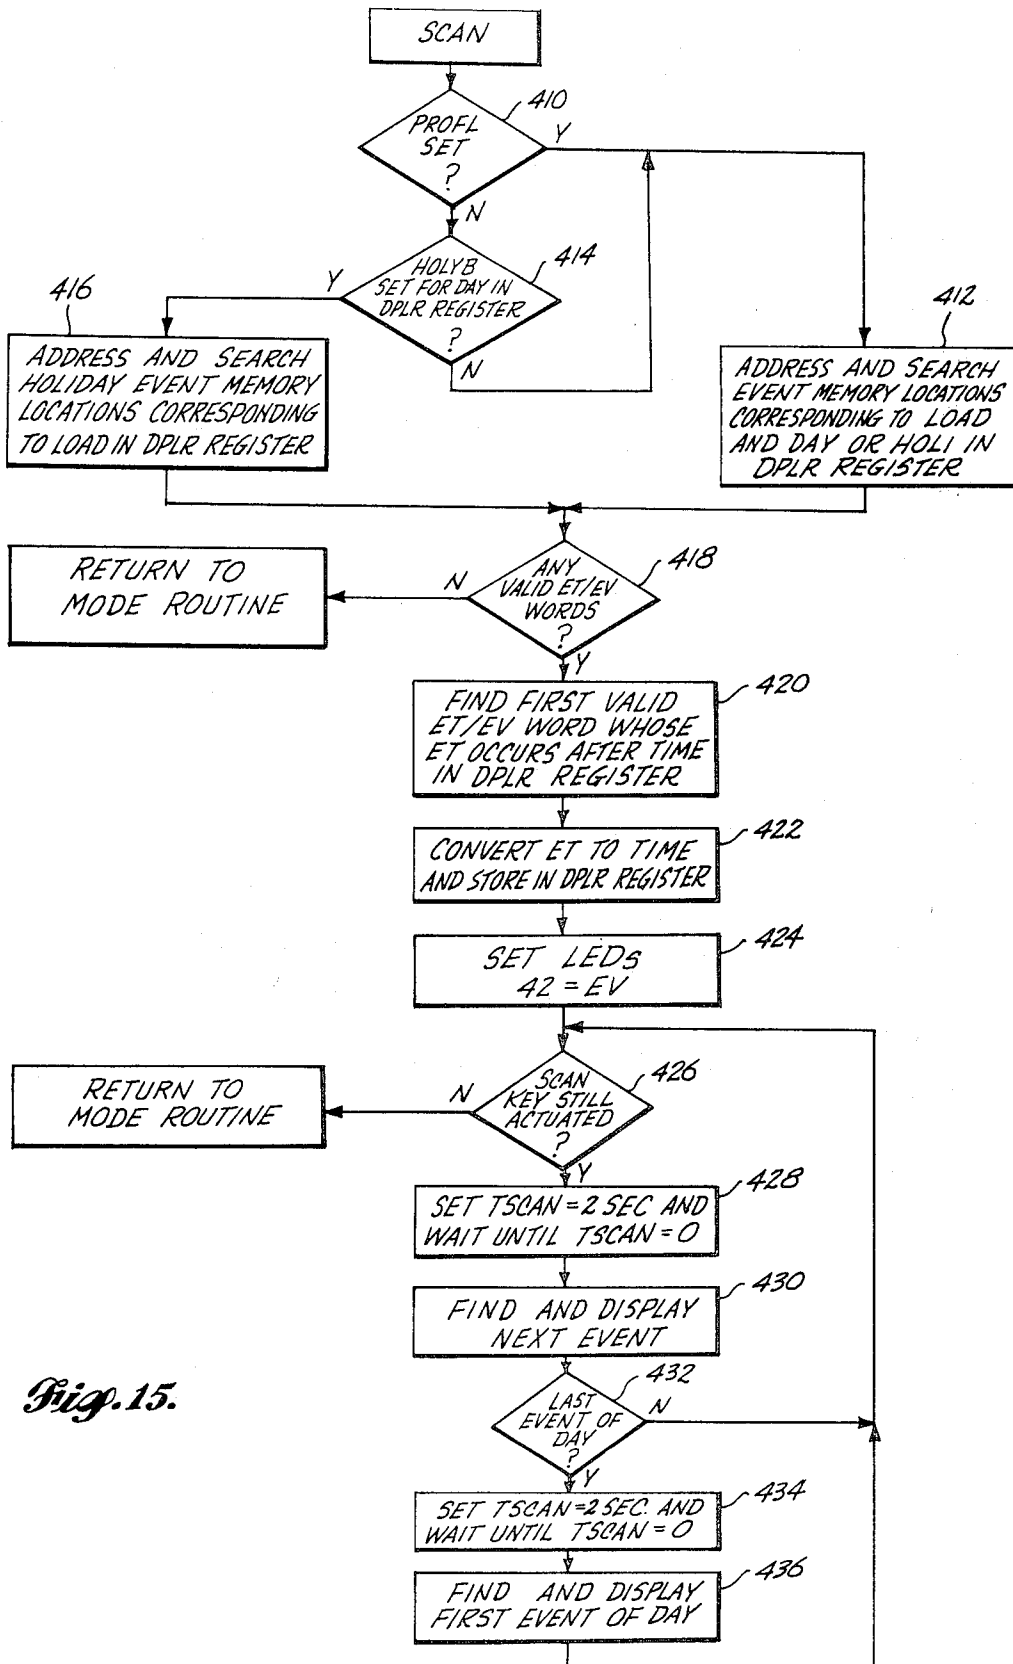 SCAN
410
PROFL
SET
?
Y
N
414
HOLYB
SET FOR DAY IN
DPLR REGISTER
?
Y
N
416
ADDRESS AND SEARCH
HOLIDAY EVENT MEMORY
LOCATIONS CORRESPONDING
TO LOAD IN DPLR REGISTER
412
ADDRESS AND SEARCH
EVENT MEMORY LOCATIONS
CORRESPONDING TO LOAD
AND DAY OR HOLI IN
DPLR REGISTER
418
ANY
VALID ET/EV
WORDS
?
N
Y
RETURN TO
MODE ROUTINE
420
FIND FIRST VALID
ET/EV WORD WHOSE
ET OCCURS AFTER TIME
IN DPLR REGISTER
422
CONVERT ET TO TIME
AND STORE IN DPLR REGISTER
424
SET LEDs
42 = EV
426
SCAN
KEY STILL
ACTUATED
?
N
Y
RETURN TO
MODE ROUTINE
428
SET TSCAN = 2 SEC AND
WAIT UNTIL TSCAN = 0
430
FIND AND DISPLAY
NEXT EVENT
432
LAST
EVENT OF
DAY
?
N
Y
434
SET TSCAN = 2 SEC. AND
WAIT UNTIL TSCAN = 0
436
FIND AND DISPLAY
FIRST EVENT OF DAY
Fig. 15.